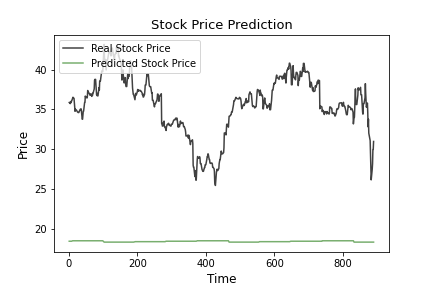 Stock Price Prediction
Real Stock Price
Predicted Stock Price
Price
40
35
30
25
20
0 200 400 600 800
Time